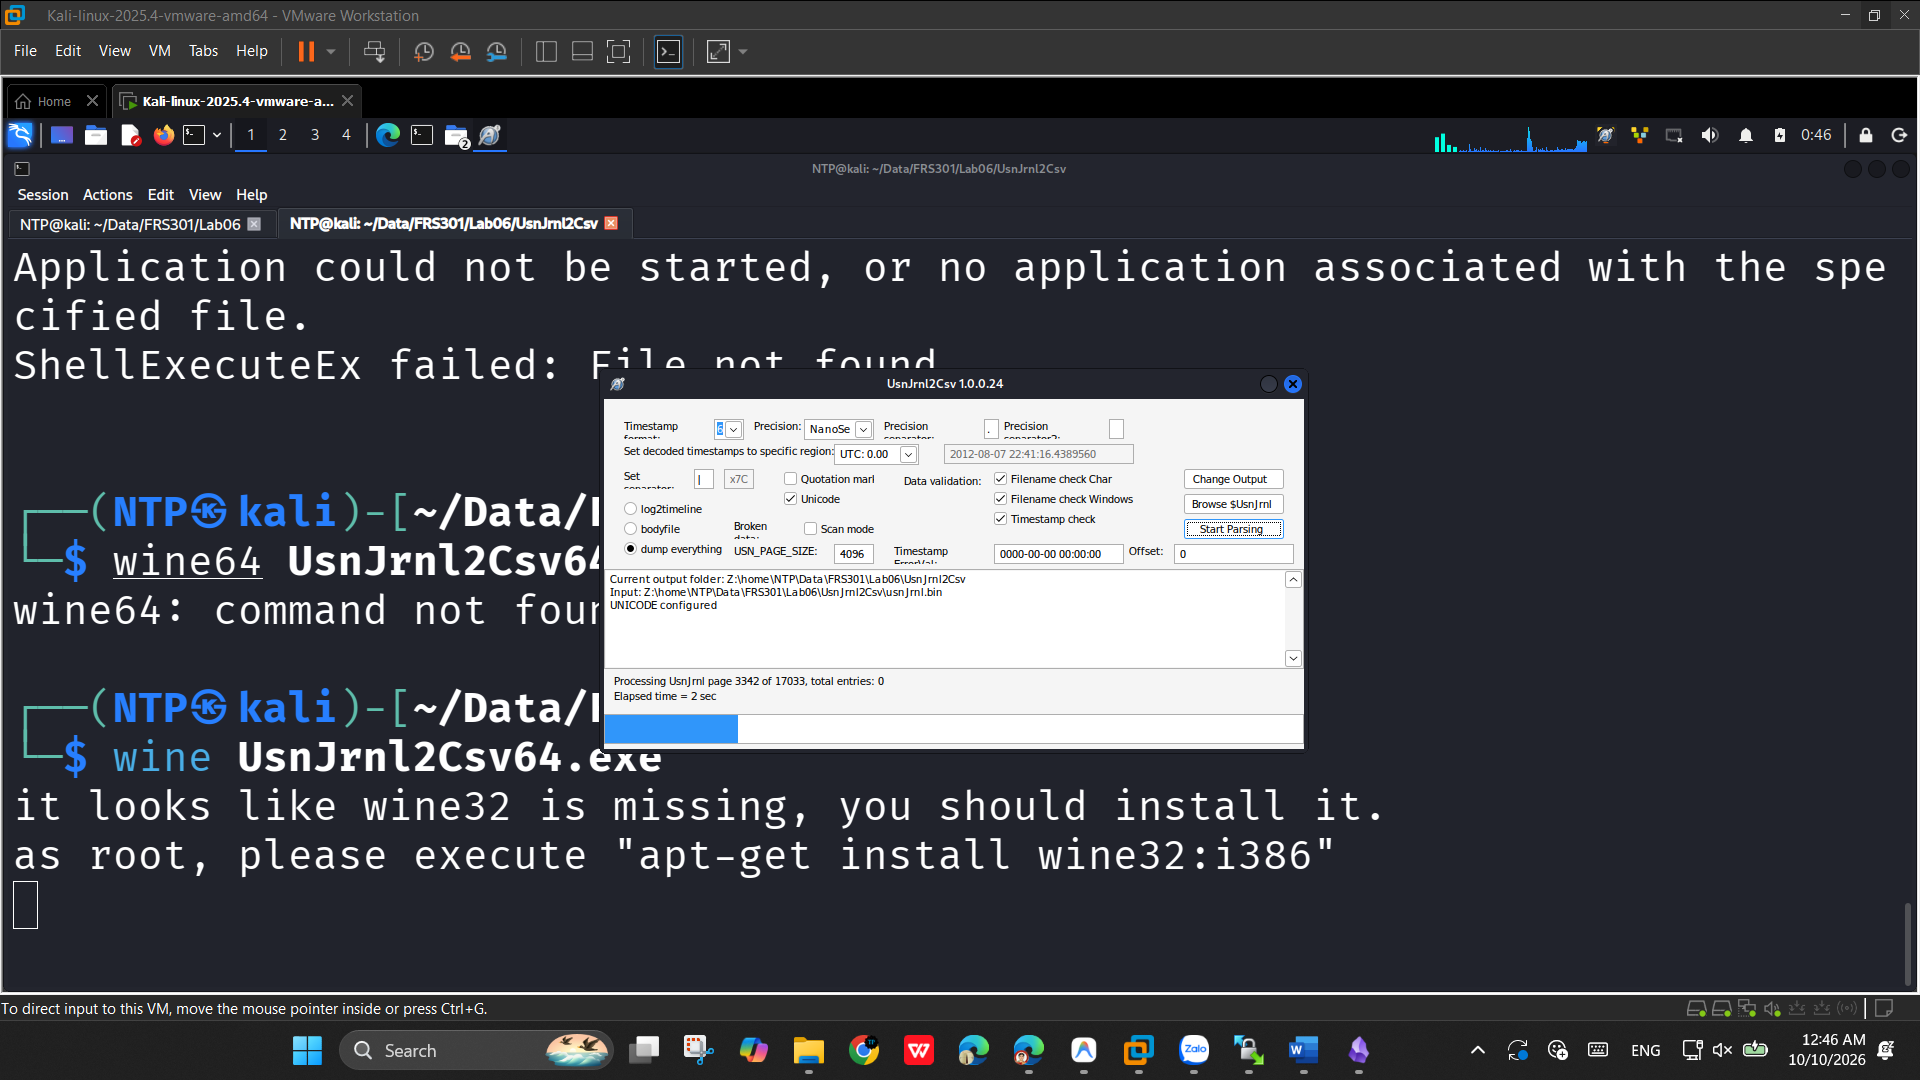 Kali-linux-2025.4-vmware-amd64 - VMware Workstation
File Edit View VM Tabs Help
Home
Kali-linux-2025.4-vmware-a...
1 2 3 4
2
0:46
NTP@kali: ~/Data/FRS301/Lab06/UsnJrnl2Csv
Session Actions Edit View Help
NTP@kali: ~/Data/FRS301/Lab06
NTP@kali: ~/Data/FRS301/Lab06/UsnJrnl2Csv
Application could not be started, or no application associated with the spe
cified file.
ShellExecuteEx failed: File not found
UsnJrnl2Csv 1.0.0.24
Timestamp format: 6 Precision: NanoSe Precision separator: . Precision separator2:
Set decoded timestamps to specific region: UTC: 0.00 2012-08-07 22:41:16.4389560
Set separator: | x7C Quotation marl Data validation: Filename check Char Change Output
Unicode Filename check Windows Browse $UsnJrnl
log2timeline Timestamp check
bodyfile Broken data: Scan mode Start Parsing
dump everything USN_PAGE_SIZE: 4096 Timestamp ErrorVal: 0000-00-00 00:00:00 Offset: 0
Current output folder: Z:\home\NTP\Data\FRS301\Lab06\UsnJrnl2Csv
Input: Z:\home\NTP\Data\FRS301\Lab06\UsnJrnl2Csv\usnJrnl.bin
UNICODE configured
Processing UsnJrnl page 3342 of 17033, total entries: 0
Elapsed time = 2 sec
┌──(NTP㉿kali)-[~/Data/F
└─$ wine64 UsnJrnl2Csv64
wine64: command not foun
┌──(NTP㉿kali)-[~/Data/F
└─$ wine UsnJrnl2Csv64.exe
it looks like wine32 is missing, you should install it.
as root, please execute "apt-get install wine32:i386"
To direct input to this VM, move the mouse pointer inside or press Ctrl+G.
Search
Zalo
ENG
12:46 AM
10/10/2026